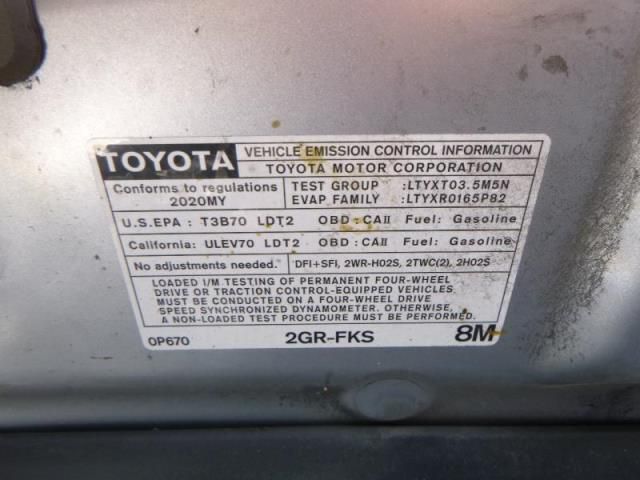 TOYOTA VEHICLE EMISSION CONTROL INFORMATION
TOYOTA MOTOR CORPORATION
Conforms to regulations
2020MY
TEST GROUP :LTYXT03.5M5N
EVAP.FAMILY :LTYXR0165P82
U.S.EPA : T3B70 LDT2 OBD : CAII Fuel: Gasoline
California: ULEV70 LDT2 OBD : CAII Fuel: Gasoline
No adjustments needed. DFI+SFI, 2WR-HO2S, 2TWC(2), 2HO2S
LOADED I/M TESTING OF PERMANENT FOUR-WHEEL
DRIVE OR TRACTION CONTROL-EQUIPPED VEHICLES
MUST BE CONDUCTED ON A FOUR-WHEEL DRIVE
SPEED SYNCHRONIZED DYNAMOMETER. OTHERWISE,
A NON-LOADED TEST PROCEDURE MUST BE PERFORMED.
0P670 2GR-FKS 8M